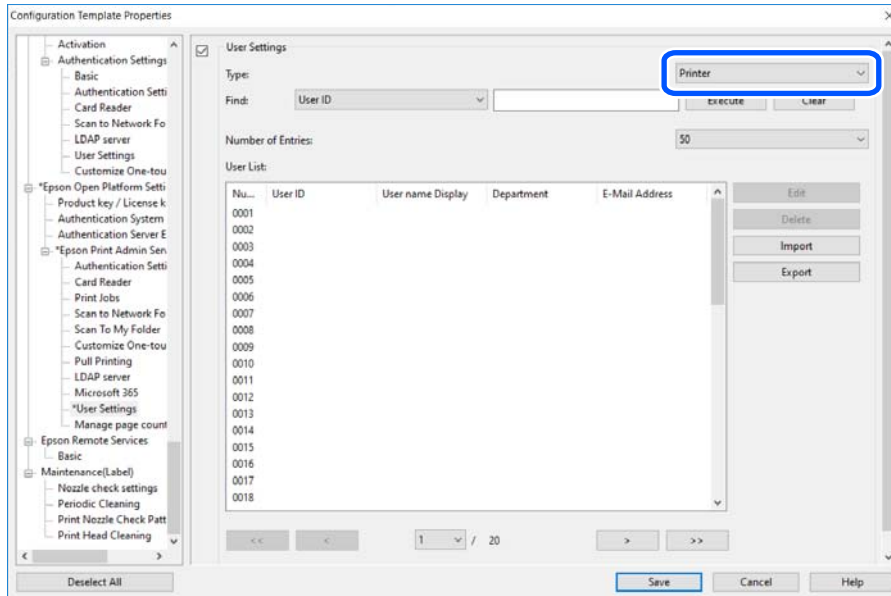 Configuration Template Properties
Activation
Authentication Settings
Basic
Authentication Setti
Card Reader
Scan to Network Fo
LDAP server
User Settings
Customize One-tou
*Epson Open Platform Setti
Product key / License k
Authentication System
Authentication Server E
*Epson Print Admin Sen
Authentication Setti
Card Reader
Print Jobs
Scan to Network Fo
Scan To My Folder
Customize One-tou
Pull Printing
LDAP server
Microsoft 365
*User Settings
Manage page count
Epson Remote Services
Basic
Maintenance(Label)
Nozzle check settings
Periodic Cleaning
Print Nozzle Check Patt
Print Head Cleaning
Deselect All
User Settings
Type: Printer
Find: User ID Execute Clear
Number of Entries: 50
User List:
Nu... User ID User name Display Department E-Mail Address
0001
0002
0003
0004
0005
0006
0007
0008
0009
0010
0011
0012
0013
0014
0015
0016
0017
0018
Edit
Delete
Import
Export
<< < 1 / 20 > >>
Save Cancel Help